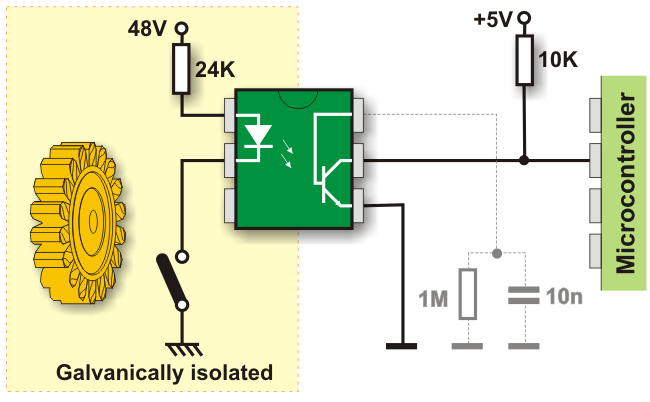 48V
24K
+5V
10K
Microcontroller
1M
10n
Galvanically isolated